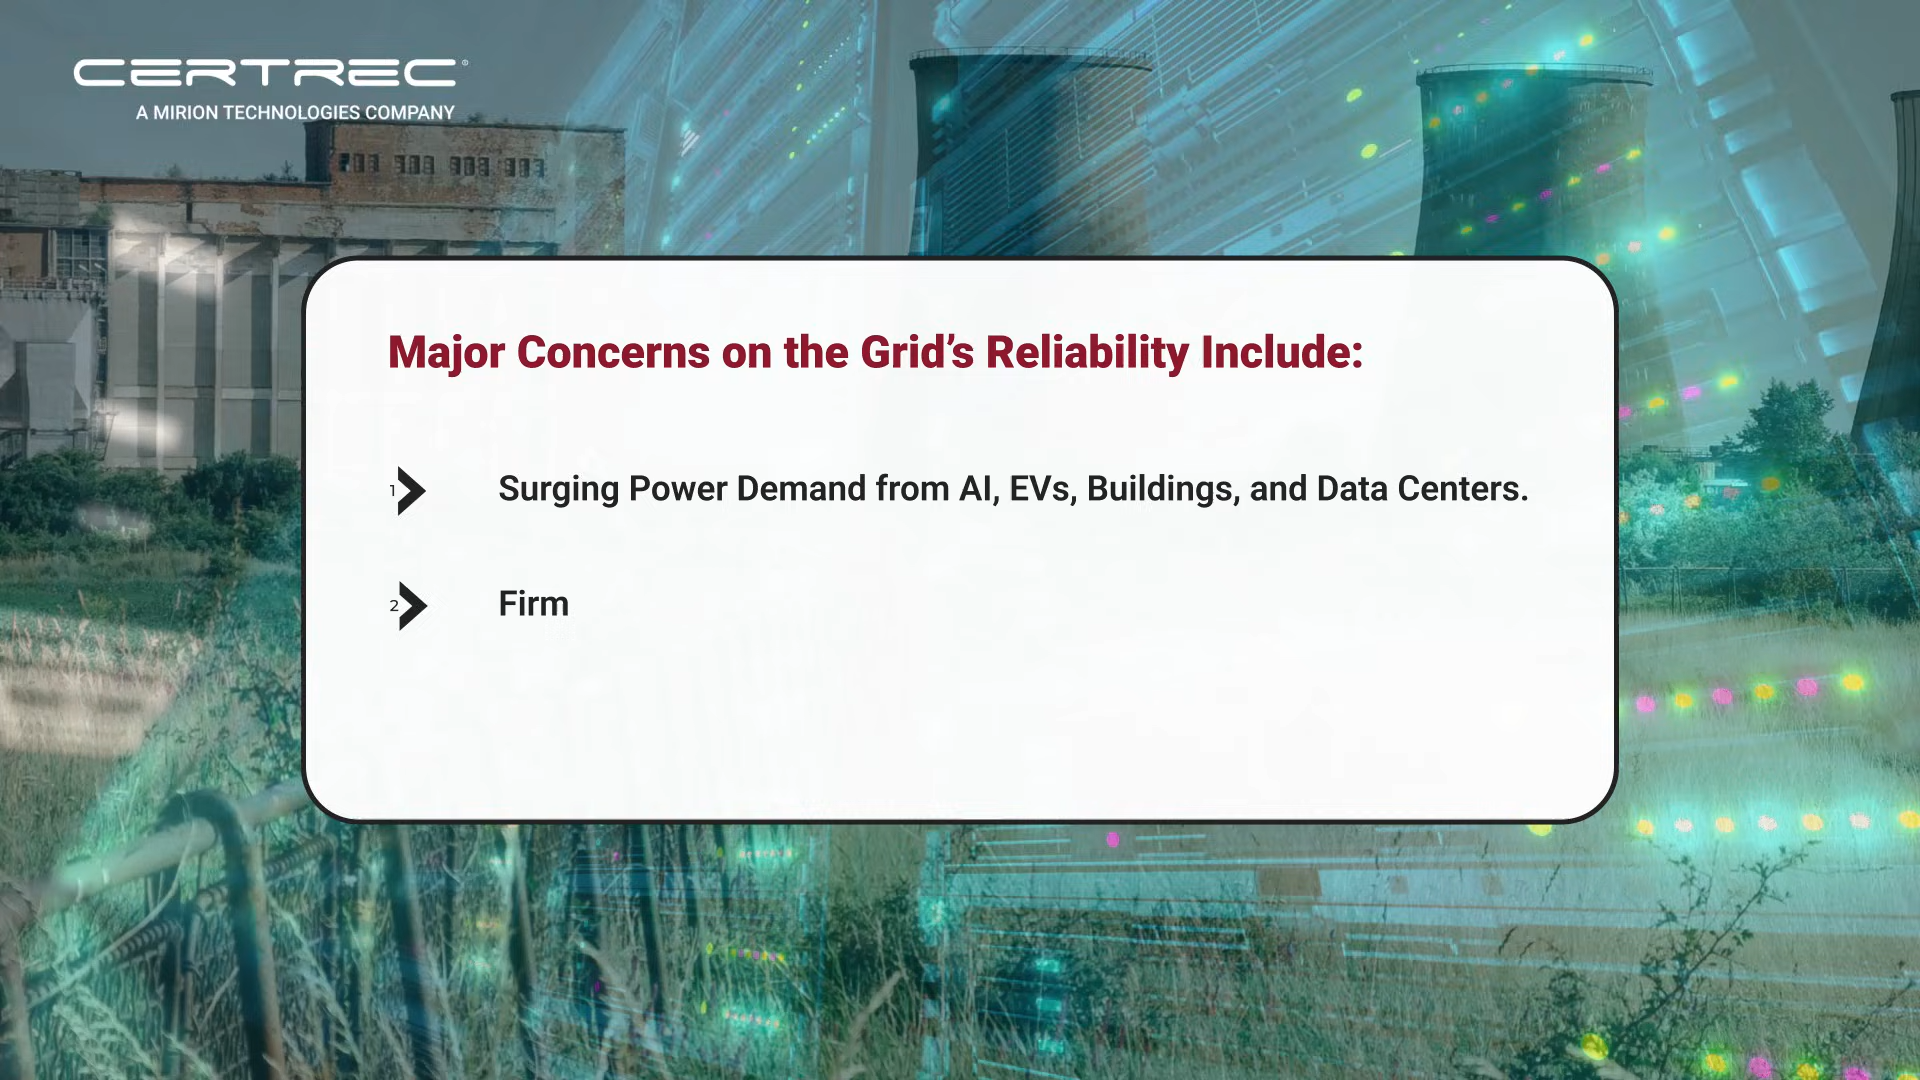 CERTREC®
A MIRION TECHNOLOGIES COMPANY
Major Concerns on the Grid’s Reliability Include:
1 Surging Power Demand from AI, EVs, Buildings, and Data Centers.
2 Firm